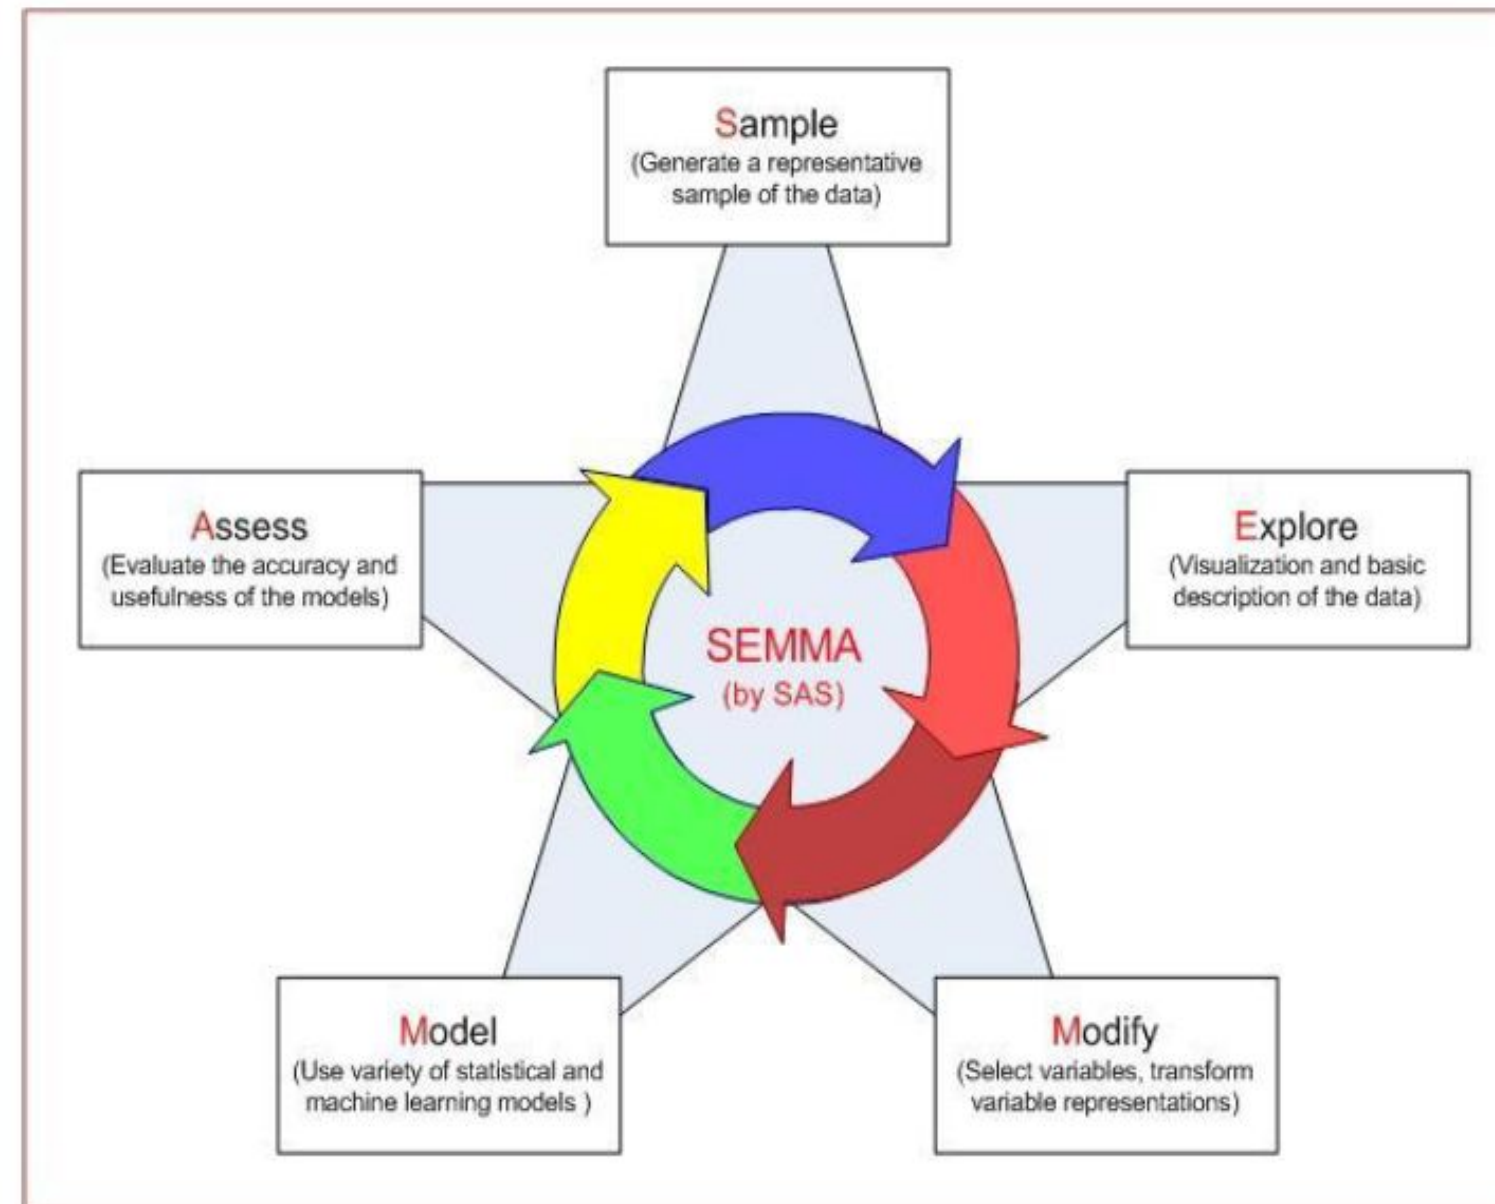 Sample
(Generate a representative
sample of the data)
Assess
(Evaluate the accuracy and
usefulness of the models)
Explore
(Visualization and basic
description of the data)
SEMMA
(by SAS)
Model
(Use variety of statistical and
machine learning models )
Modify
(Select variables, transform
variable representations)